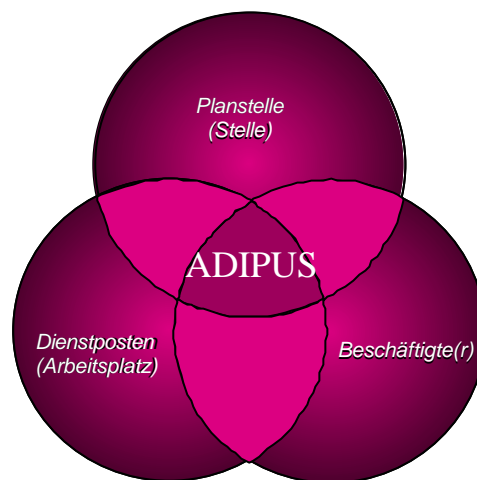 Planstelle
(Stelle)
ADIPUS
Dienstposten
(Arbeitsplatz)
Beschäftigte(r)